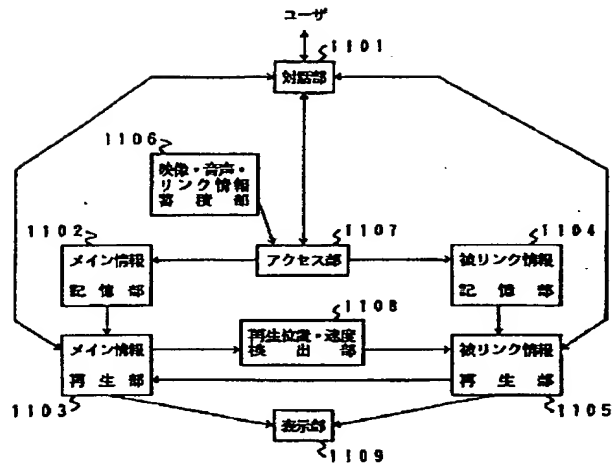 ユーザ
1101
対話部
1106
映像・音声・
リンク情報
蓄積部
1102
1107
1104
メイン情報
記憶部
アクセス部
被リンク情報
記憶部
1108
メイン情報
再生部
再生位置・速度
検出部
被リンク情報
再生部
1103
1105
表示部
1109